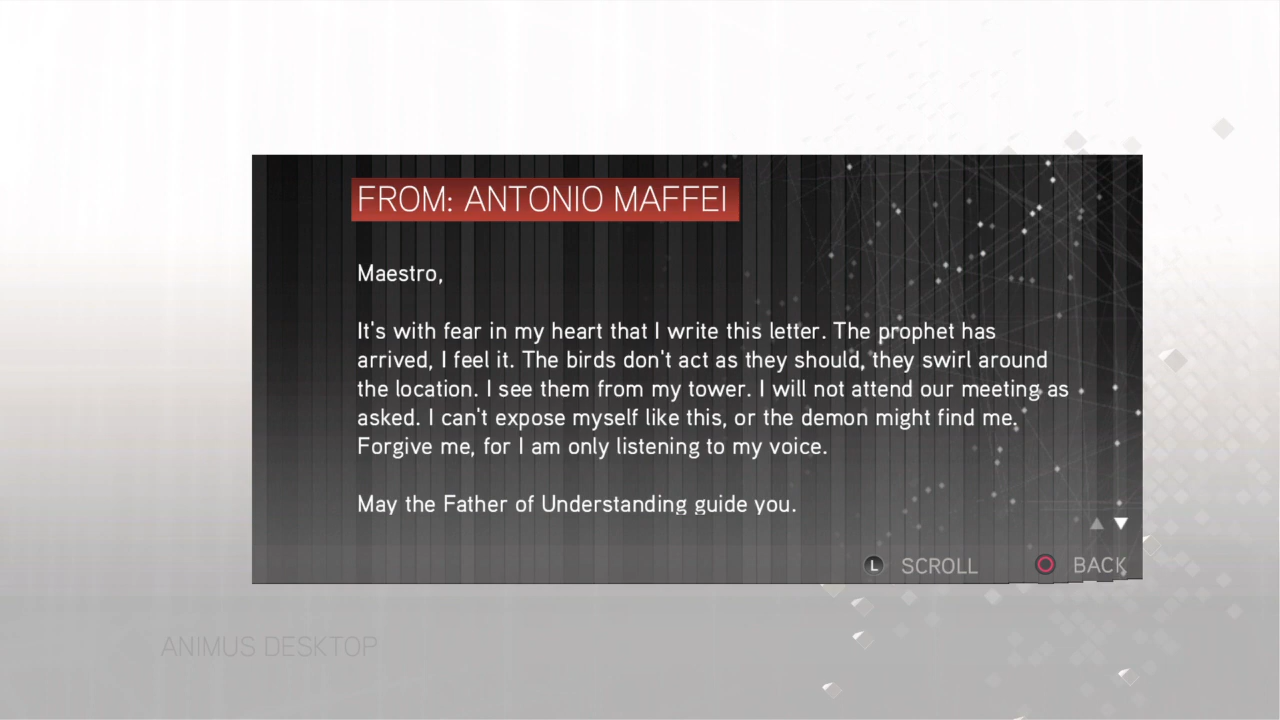 FROM: ANTONIO MAFFEI
Maestro,
It's with fear in my heart that I write this letter. The prophet has
arrived, I feel it. The birds don't act as they should, they swirl around
the location. I see them from my tower. I will not attend our meeting as
asked. I can't expose myself like this, or the demon might find me.
Forgive me, for I am only listening to my voice.
May the Father of Understanding guide you.
L SCROLL BACK
ANIMUS DESKTOP